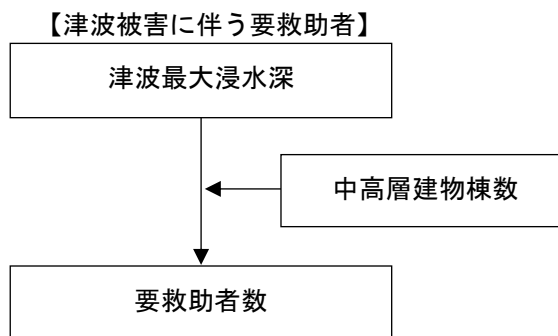 【津波被害に伴う要救助者】
津波最大浸水深
中高層建物棟数
要救助者数